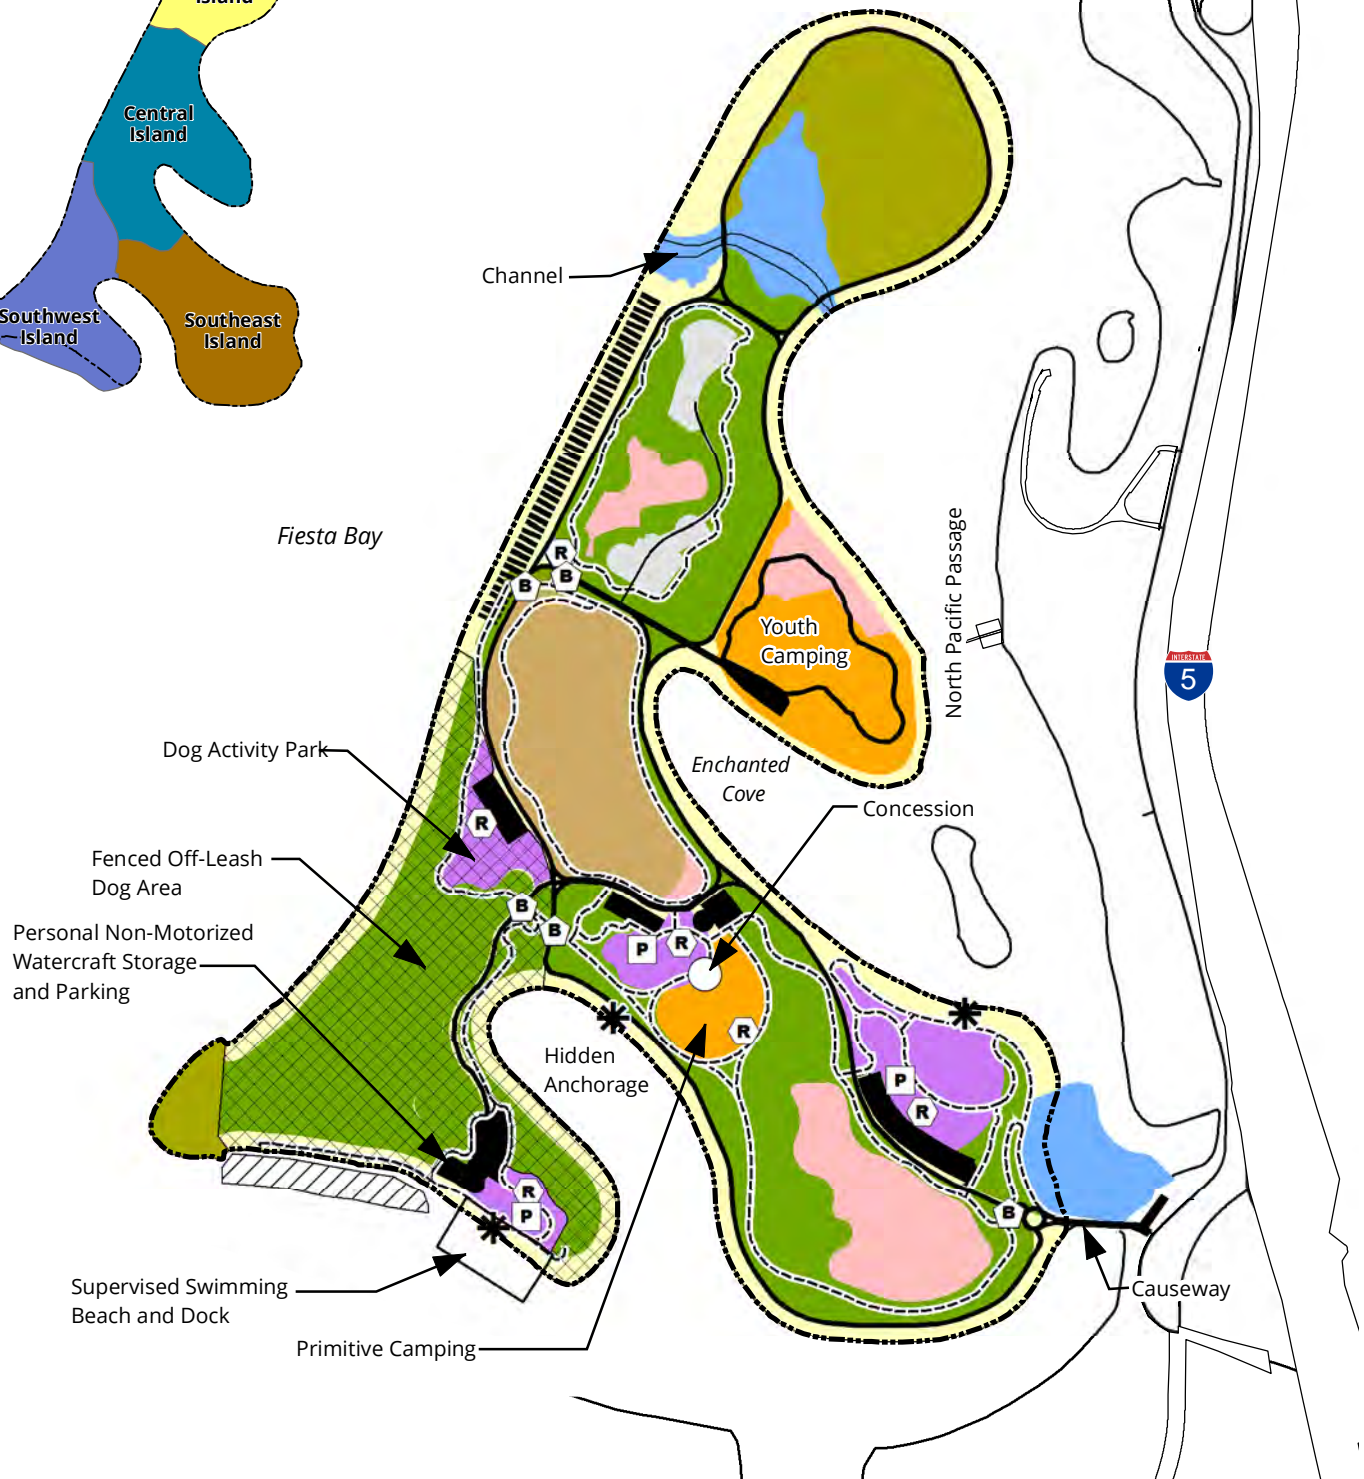 Island
Central
Island
Southwest
Island
Southeast
Island
Channel
Fiesta Bay
R
B
B
Youth
Camping
North Pacific Passage
INTERSTATE
5
Dog Activity Park
Enchanted
Cove
Concession
R
Fenced Off-Leash
Dog Area
B
B
Personal Non-Motorized
Watercraft Storage
and Parking
P
R
R
Hidden
Anchorage
P
R
R
P
B
Supervised Swimming
Beach and Dock
Causeway
Primitive Camping